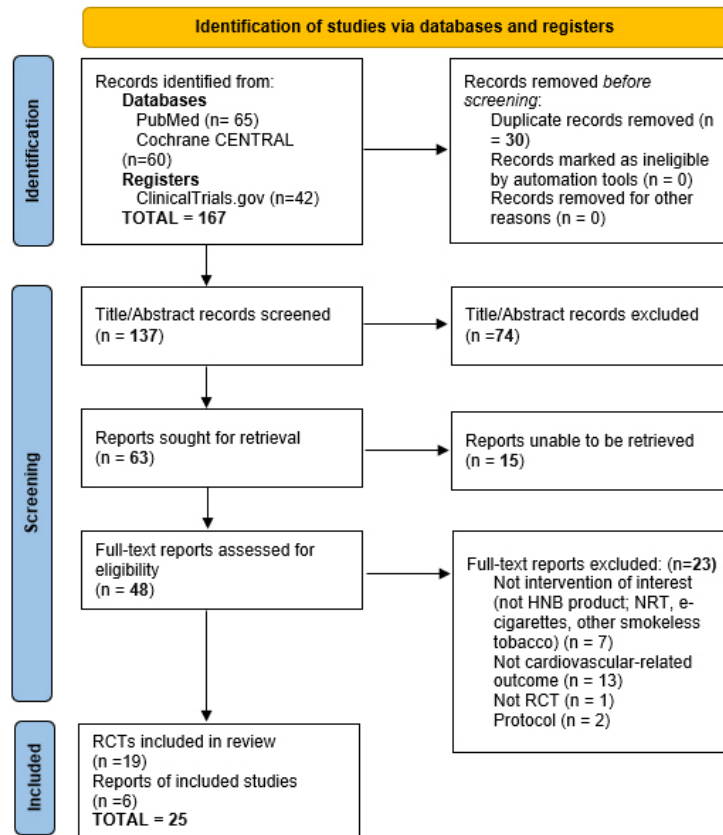 Identification of studies via databases and registers
Identification
Records identified from:
Databases
PubMed (n= 65)
Cochrane CENTRAL
(n=60)
Registers
ClinicalTrials.gov (n=42)
TOTAL = 167
Records removed before
screening:
Duplicate records removed (n
= 30)
Records marked as ineligible
by automation tools (n = 0)
Records removed for other
reasons (n = 0)
Screening
Title/Abstract records screened
(n = 137)
Title/Abstract records excluded
(n =74)
Reports sought for retrieval
(n = 63)
Reports unable to be retrieved
(n = 15)
Full-text reports assessed for
eligibility
(n = 48)
Full-text reports excluded: (n=23)
Not intervention of interest
(not HNB product; NRT, e-
cigarettes, other smokeless
tobacco) (n = 7)
Not cardiovascular-related
outcome (n = 13)
Not RCT (n = 1)
Protocol (n = 2)
Included
RCTs included in review
(n =19)
Reports of included studies
(n =6)
TOTAL = 25